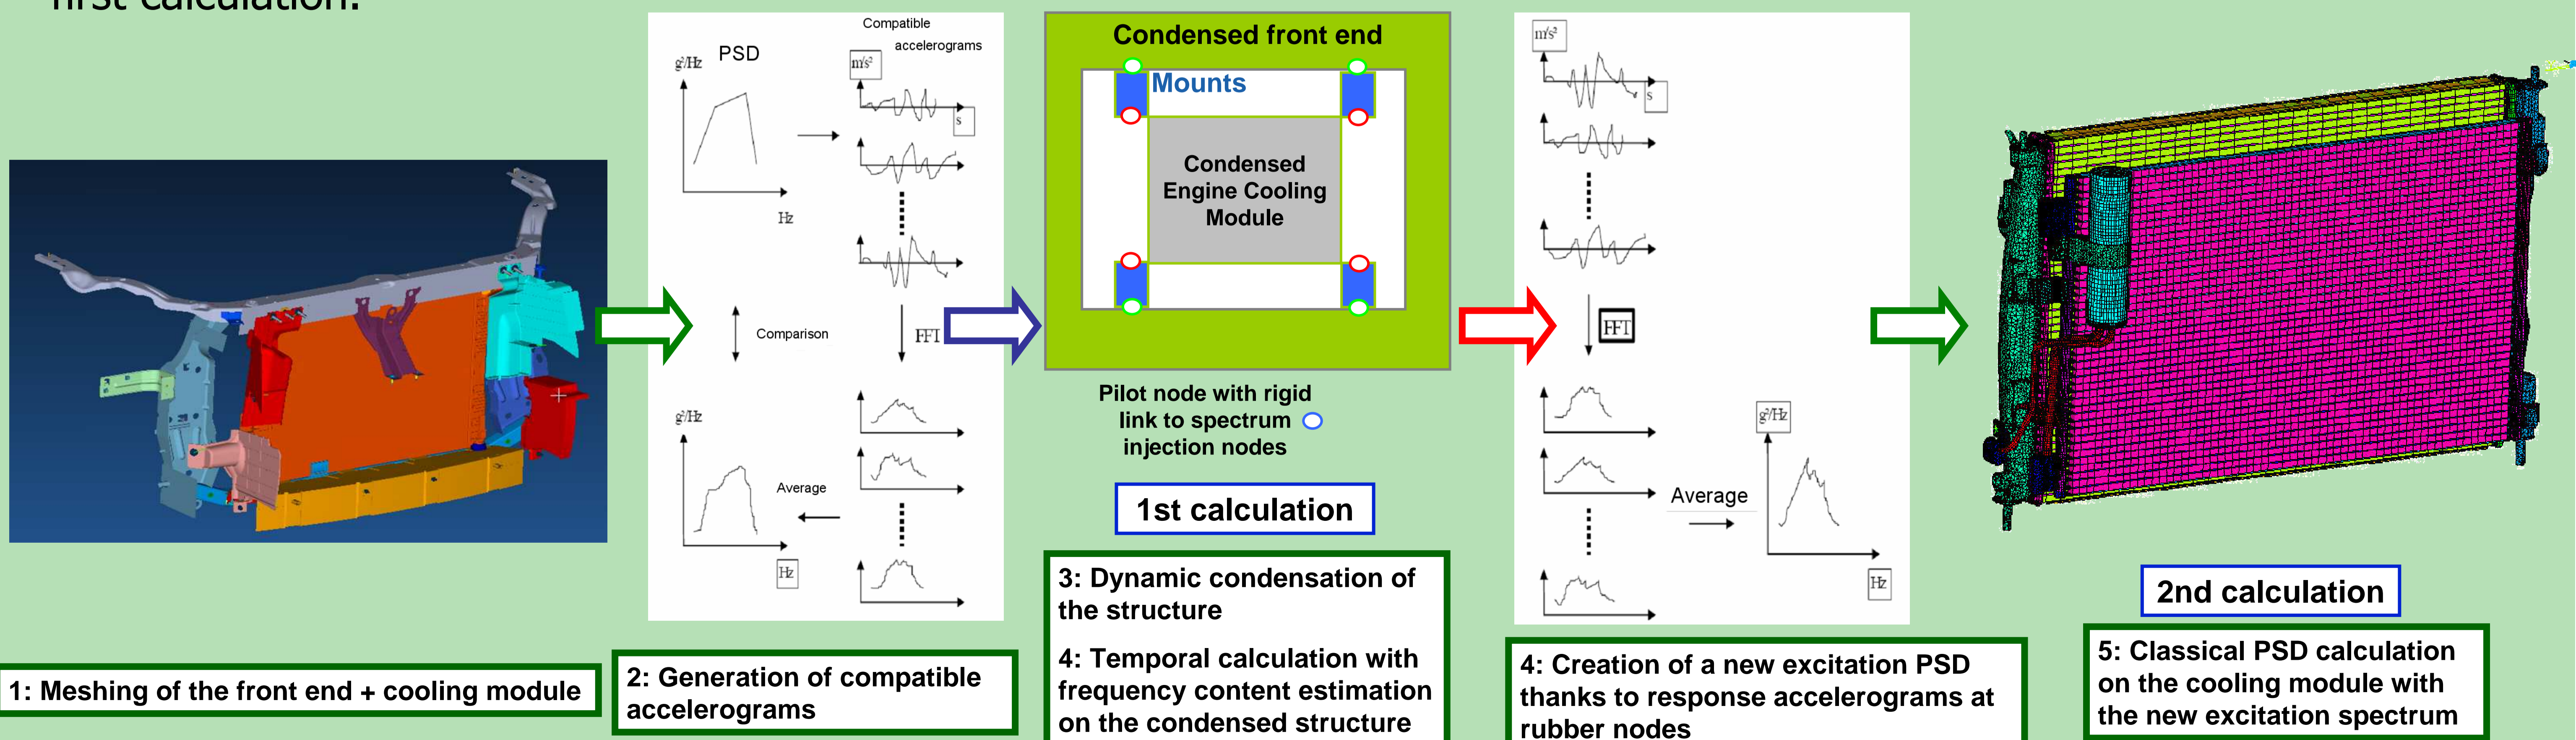 first calculation.
PSD
g²/Hz
Hz
Compatible
accelerograms
m/s²
s
Comparison
FFT
g²/Hz
Average
Hz
Condensed front end
Mounts
Condensed
Engine Cooling
Module
Pilot node with rigid
link to spectrum
injection nodes
1st calculation
m/s²
s
FFT
Average
g²/Hz
Hz
2nd calculation
1: Meshing of the front end + cooling module
2: Generation of compatible
accelerograms
3: Dynamic condensation of
the structure
4: Temporal calculation with
frequency content estimation
on the condensed structure
4: Creation of a new excitation PSD
thanks to response accelerograms at
rubber nodes
5: Classical PSD calculation
on the cooling module with
the new excitation spectrum